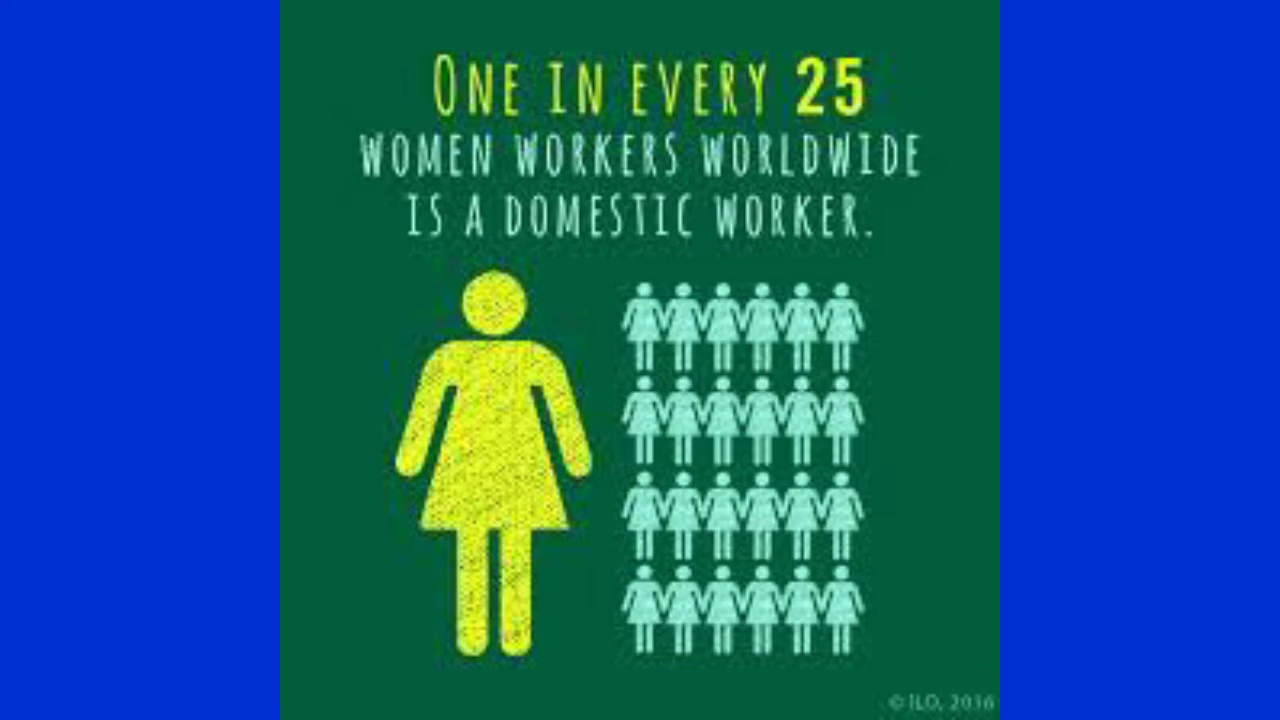 ONE IN EVERY 25
WOMEN WORKERS WORLDWIDE
IS A DOMESTIC WORKER.
© ILO, 2016